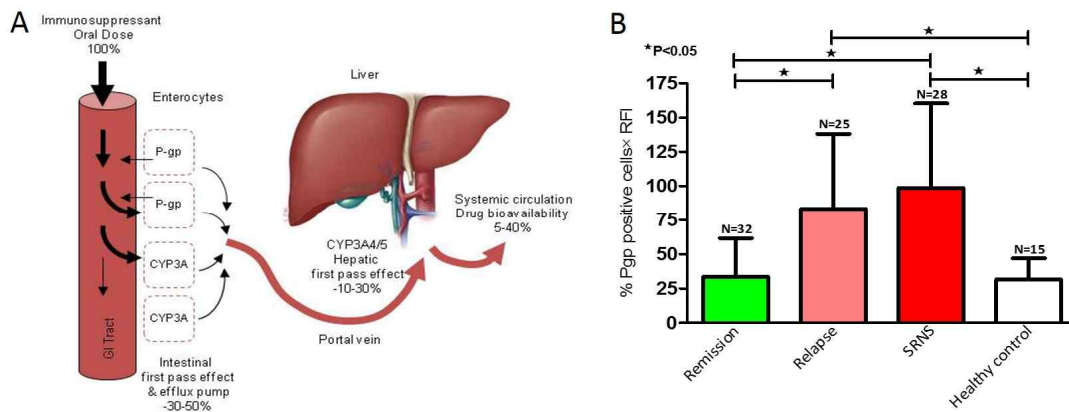 A
Immunosuppressant
Oral Dose
100%
Enterocytes
P-gp
P-gp
CYP3A
CYP3A
GI Tract
Intestinal
first pass effect
& efflux pump
-30-50%
Liver
CYP3A4/5
Hepatic
first pass effect
-10-30%
Portal vein
Systemic circulation
Drug bioavailability
5-40%
B
*P<0.05
% Pgp positive cells× RFI
175
150
125
100
75
50
25
0
N=32
N=25
N=28
N=15
Remission
Relapse
SRNS
Healthy control